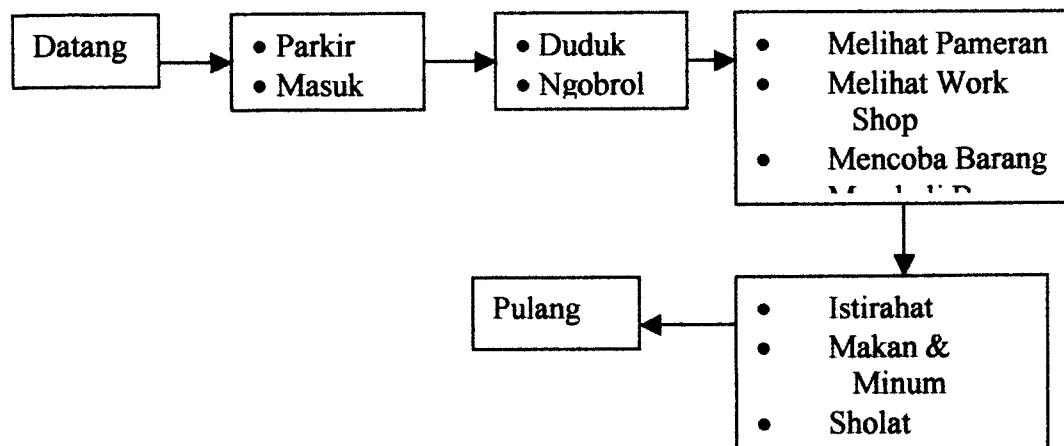 Datang
• Parkir
• Masuk
• Duduk
• Ngobrol
• Melihat Pameran
• Melihat Work
Shop
• Mencoba Barang
• Istirahat
• Makan &
Minum
• Sholat
Pulang